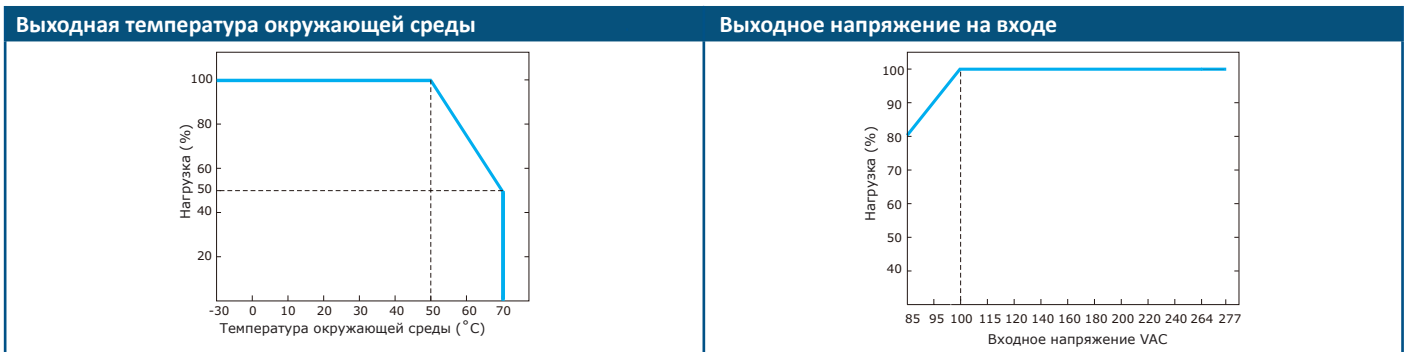 Выходная температура окружающей среды
Выходное напряжение на входе
100
80
60
50
40
20
Нагрузка (%)
-30 0 10 20 30 40 50 60 70
Температура окружающей среды (˚C)
100
90
80
70
60
50
40
Нагрузка (%)
85 95 100 115 120 140 160 180 200 220 240 264 277
Входное напряжение VAC